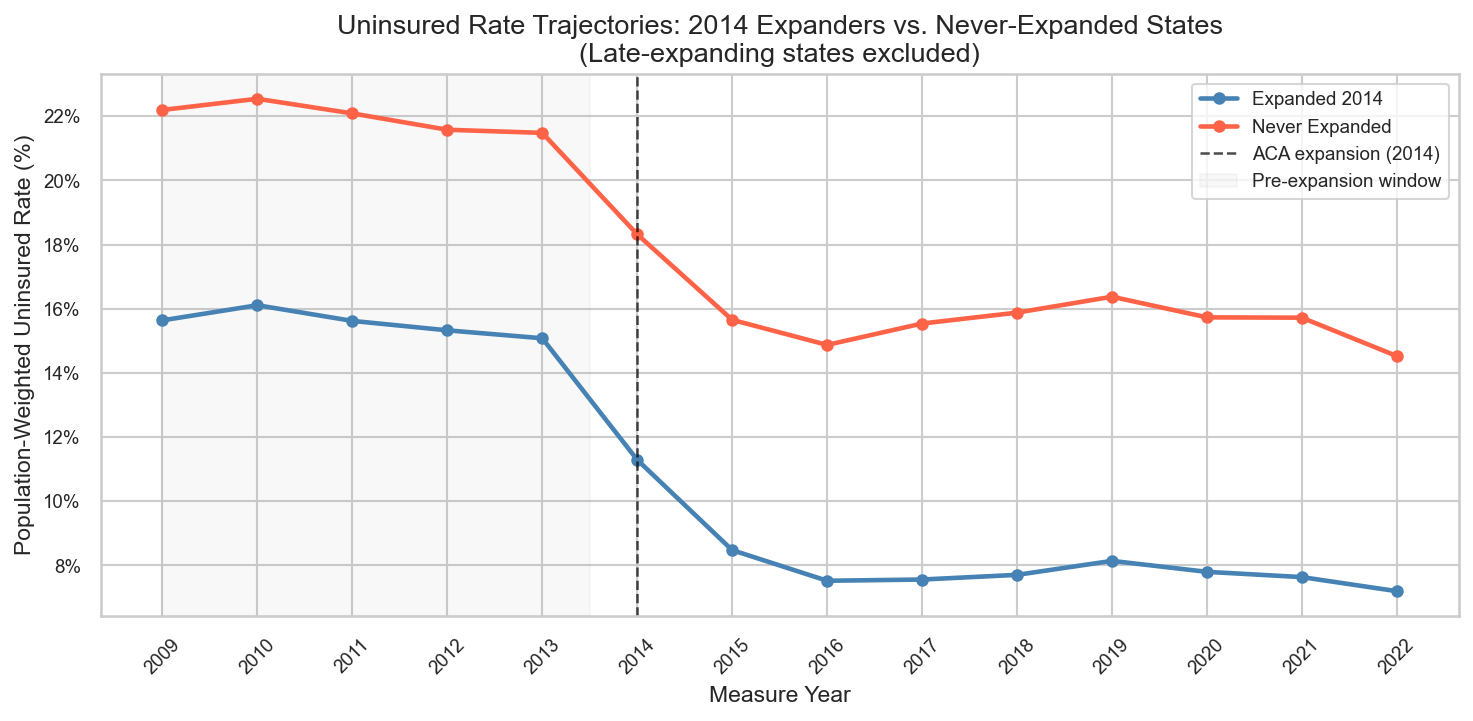 Uninsured Rate Trajectories: 2014 Expanders vs. Never-Expanded States
(Late-expanding states excluded)
Population-Weighted Uninsured Rate (%)
22%
20%
18%
16%
14%
12%
10%
8%
Expanded 2014
Never Expanded
ACA expansion (2014)
Pre-expansion window
2009
2010
2011
2012
2013
2014
2015
2016
2017
2018
2019
2020
2021
2022
Measure Year